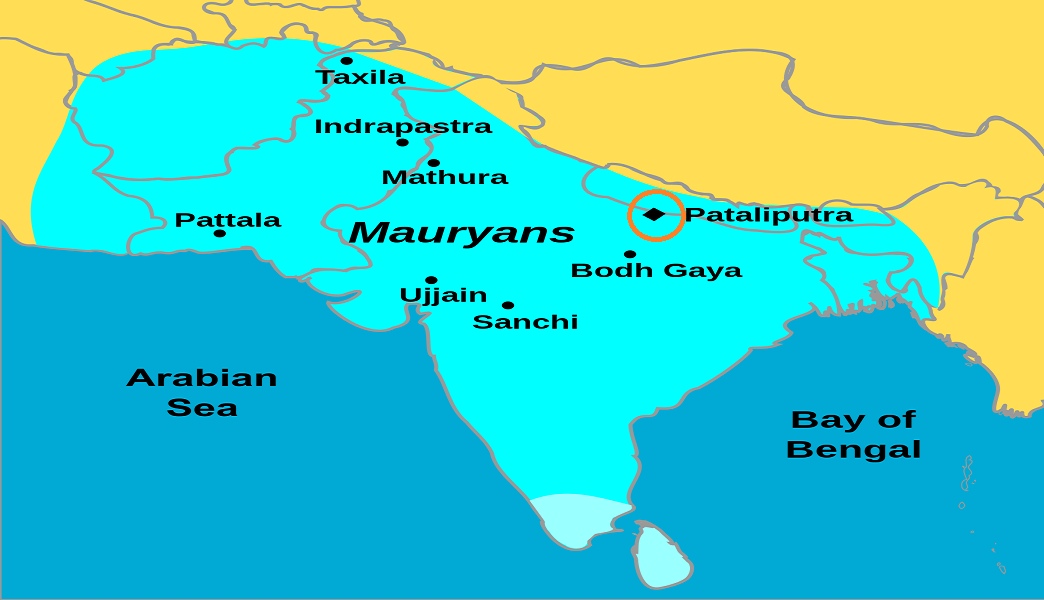 Taxila
Indrapastra
Mathura
Pattala
Pataliputra
Mauryans
Bodh Gaya
Ujjain
Sanchi
Arabian
Sea
Bay of
Bengal